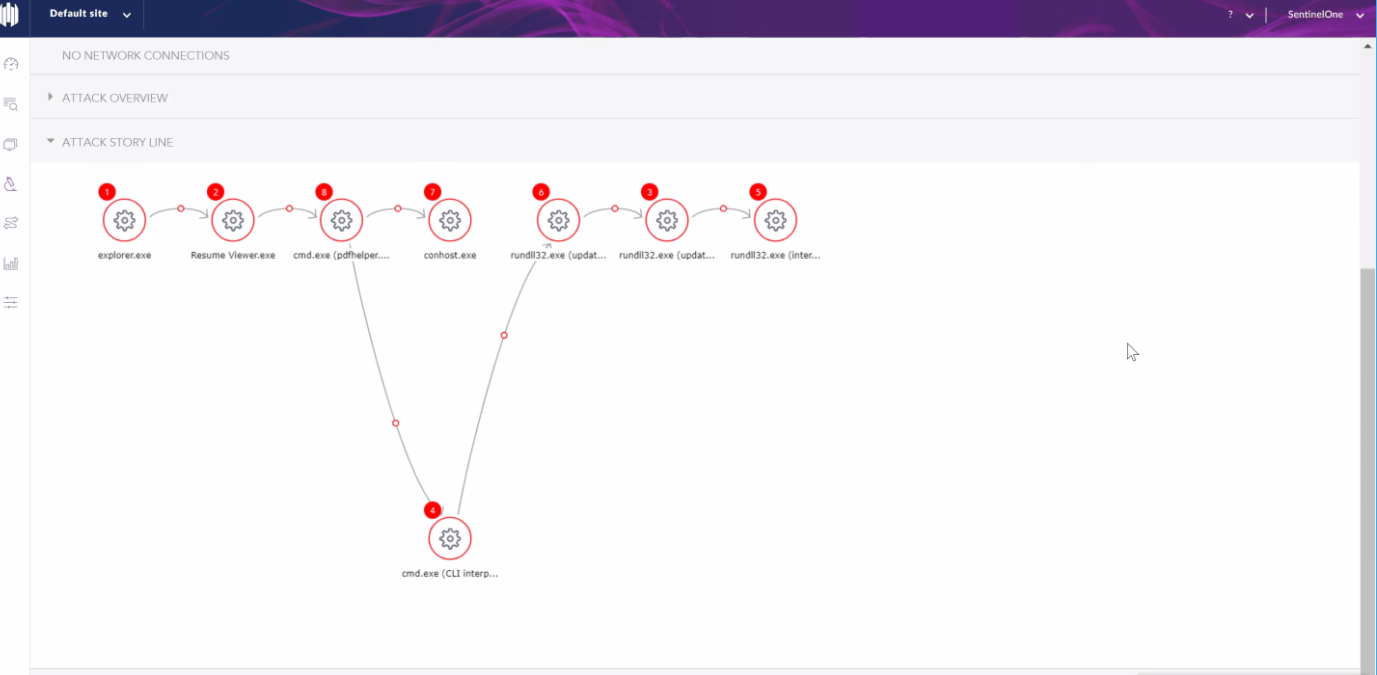 Default site
? SentinelOne
NO NETWORK CONNECTIONS
ATTACK OVERVIEW
ATTACK STORY LINE
1 2 8 7 6 3 5
explorer.exe Resume Viewer.exe cmd.exe (pdfhelper.... conhost.exe rundll32.exe (updat... rundll32.exe (updat... rundll32.exe (inter...
4
cmd.exe (CLI interp...